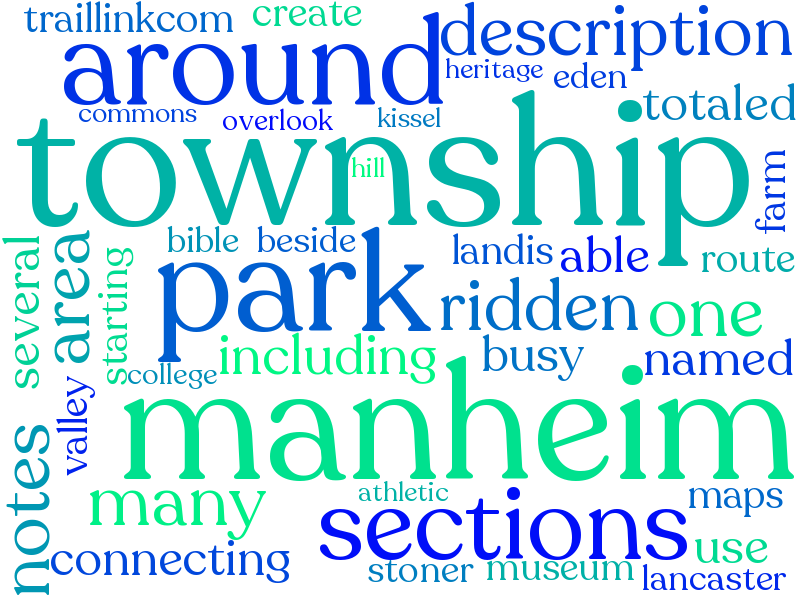 traillinkcom
create
description
around
heritage
eden
commons
overlook
kissel
totaled
township
hill
farm
several
area
starting
bible
beside
landis
able
route
park
ridden
one
including
busy
named
college
valley
manheim
notes
many
athletic
sections
maps
connecting
stoner
museum
use
lancaster